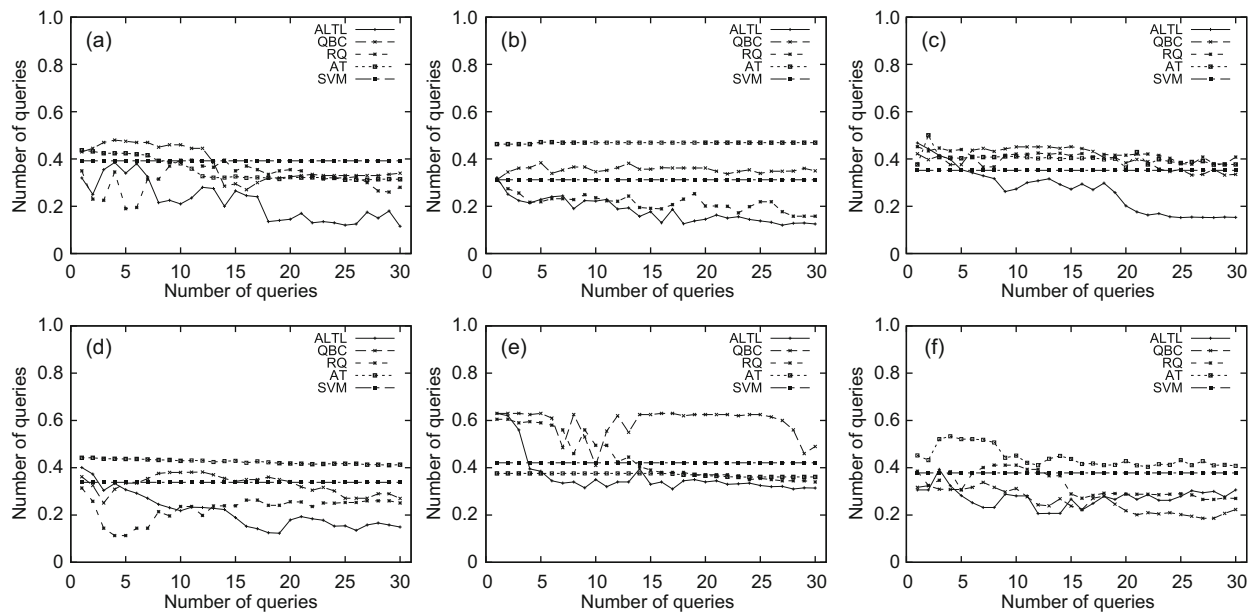 (a)
ALTL
QBC
RQ
AT
SVM
Number of queries
1.0
0.8
0.6
0.4
0.2
0
0 5 10 15 20 25 30
Number of queries
(b)
ALTL
QBC
RQ
AT
SVM
Number of queries
1.0
0.8
0.6
0.4
0.2
0
0 5 10 15 20 25 30
Number of queries
(c)
ALTL
QBC
RQ
AT
SVM
Number of queries
1.0
0.8
0.6
0.4
0.2
0
0 5 10 15 20 25 30
Number of queries
(d)
ALTL
QBC
RQ
AT
SVM
Number of queries
1.0
0.8
0.6
0.4
0.2
0
0 5 10 15 20 25 30
Number of queries
(e)
ALTL
QBC
RQ
AT
SVM
Number of queries
1.0
0.8
0.6
0.4
0.2
0
0 5 10 15 20 25 30
Number of queries
(f)
ALTL
QBC
RQ
AT
SVM
Number of queries
1.0
0.8
0.6
0.4
0.2
0
0 5 10 15 20 25 30
Number of queries